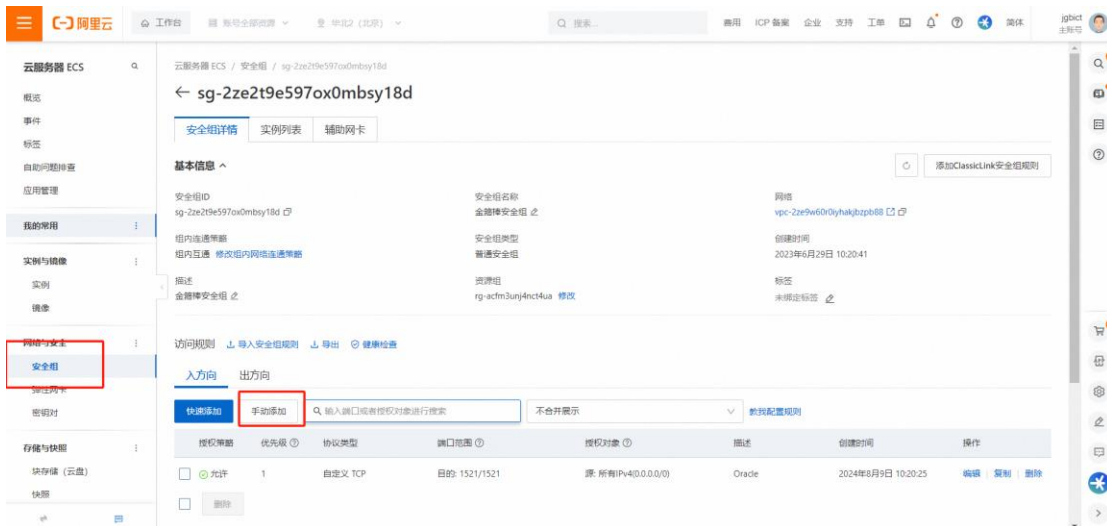 阿里云 工作台 账号全部资源 华北2 (北京) 搜索... 费用 ICP 备案 企业 支持 工单 简体 jgbict
主账号
云服务器 ECS
概览
事件
标签
自助问题排查
应用管理
我的常用
实例与镜像
实例
镜像
网络与安全
安全组
弹性网卡
密钥对
存储与快照
块存储 (云盘)
快照
云服务器 ECS / 安全组 / sg-2ze2t9e597ox0mbsy18d
← sg-2ze2t9e597ox0mbsy18d
安全组详情 实例列表 辅助网卡
基本信息 添加ClassicLink安全组规则
安全组ID 安全组名称 网络
sg-2ze2t9e597ox0mbsy18d 金箍棒安全组 vpc-2ze9w60r0iyhakjbzpb88
组内连通策略 安全组类型 创建时间
组内互通 修改组内网络连通策略 普通安全组 2023年6月29日 10:20:41
描述 资源组 标签
金箍棒安全组 rg-acfm3unj4nct4ua 修改 未绑定标签
访问规则 导入安全组规则 导出 健康检查
入方向 出方向
快速添加 手动添加 输入端口或者授权对象进行搜索 不合并展示 教我配置规则
授权策略 优先级 协议类型 端口范围 授权对象 描述 创建时间 操作
允许 1 自定义 TCP 目的: 1521/1521 源: 所有IPv4(0.0.0.0/0) Oracle 2024年8月9日 10:20:25 编辑 复制 删除
删除